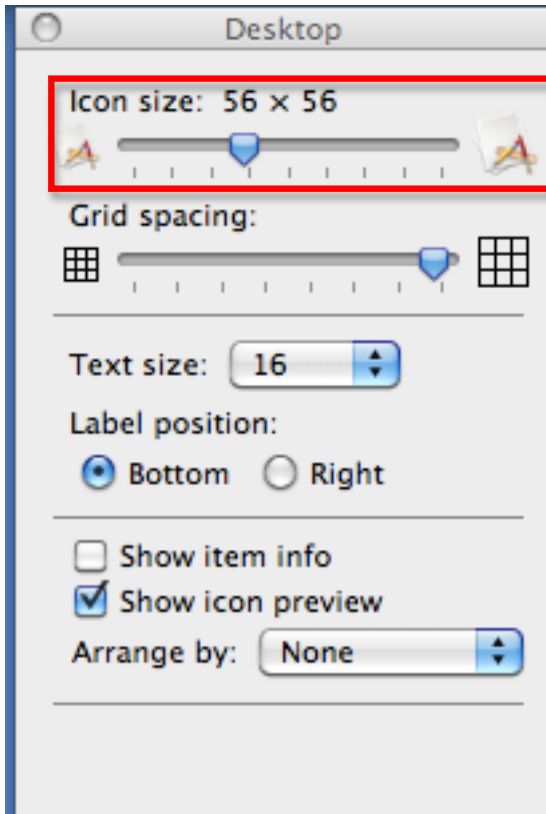 Desktop
Icon size: 56 × 56
Grid spacing:
Text size: 16
Label position:
Bottom Right
Show item info
Show icon preview
Arrange by: None